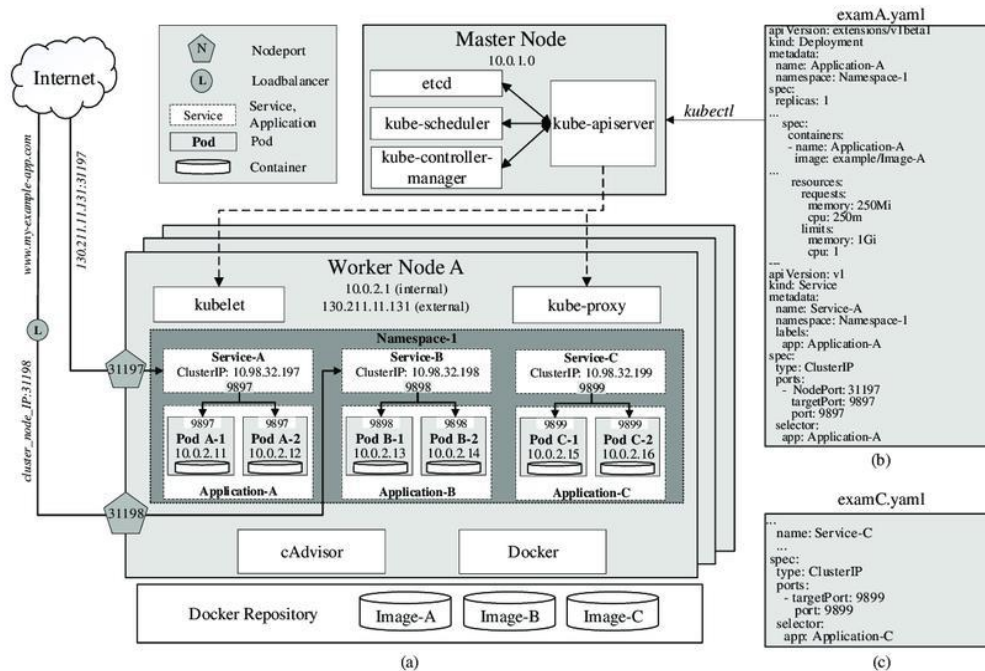 Internet
www.my-example-app.com
130.211.11.131:31197
L
cluster_node_IP:31198
N
Nodeport
L
Loadbalancer
Service
Service,
Application
Pod
Pod
Container
Master Node
10.0.1.0
etcd
kube-scheduler
kube-controller-
manager
kube-apiserver
kubectl
Worker Node A
10.0.2.1 (internal)
130.211.11.131 (external)
kubelet
kube-proxy
Namespace-1
31197
31198
Service-A
ClusterIP: 10.98.32.197
9897
9897
9897
Pod A-1
10.0.2.11
Pod A-2
10.0.2.12
Application-A
Service-B
ClusterIP: 10.98.32.198
9898
9898
9898
Pod B-1
10.0.2.13
Pod B-2
10.0.2.14
Application-B
Service-C
ClusterIP: 10.98.32.199
9899
9899
9899
Pod C-1
10.0.2.15
Pod C-2
10.0.2.16
Application-C
cAdvisor
Docker
Docker Repository
Image-A
Image-B
Image-C
(a)
examA.yaml
apiVersion: extensions/v1beta1
kind: Deployment
metadata:
name: Application-A
namespace: Namespace-1
spec:
replicas: 1
...
spec:
containers:
- name: Application-A
image: example/Image-A
...
resources:
requests:
memory: 250Mi
cpu: 250m
limits:
memory: 1Gi
cpu: 1
...
apiVersion: v1
kind: Service
metadata:
name: Service-A
namespace: Namespace-1
labels:
app: Application-A
spec:
type: ClusterIP
ports:
- NodePort: 31197
targetPort: 9897
port: 9897
selector:
app: Application-A
(b)
examC.yaml
...
name: Service-C
...
spec:
type: ClusterIP
ports:
- targetPort: 9899
port: 9899
selector:
app: Application-C
(c)